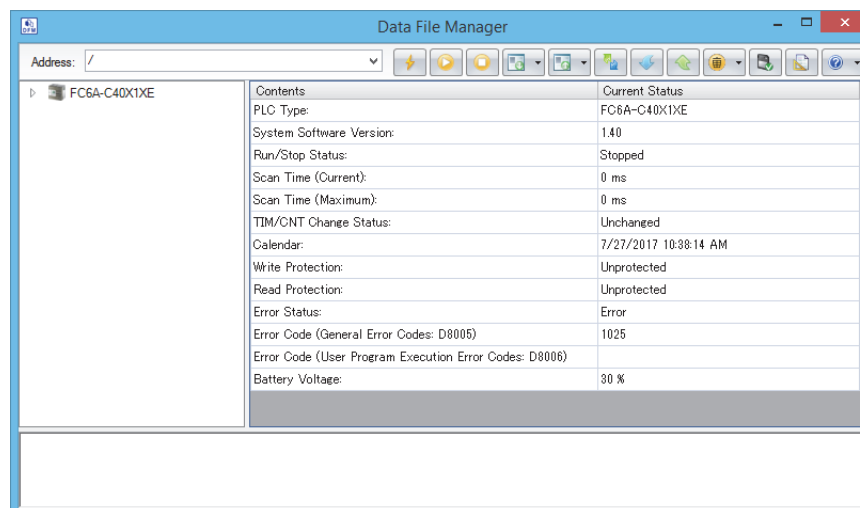 Data File Manager
Address: /
FC6A-C40X1XE
Contents Current Status
PLC Type: FC6A-C40X1XE
System Software Version: 1.40
Run/Stop Status: Stopped
Scan Time (Current): 0 ms
Scan Time (Maximum): 0 ms
TIM/CNT Change Status: Unchanged
Calendar: 7/27/2017 10:38:14 AM
Write Protection: Unprotected
Read Protection: Unprotected
Error Status: Error
Error Code (General Error Codes: D8005) 1025
Error Code (User Program Execution Error Codes: D8006)
Battery Voltage: 30 %